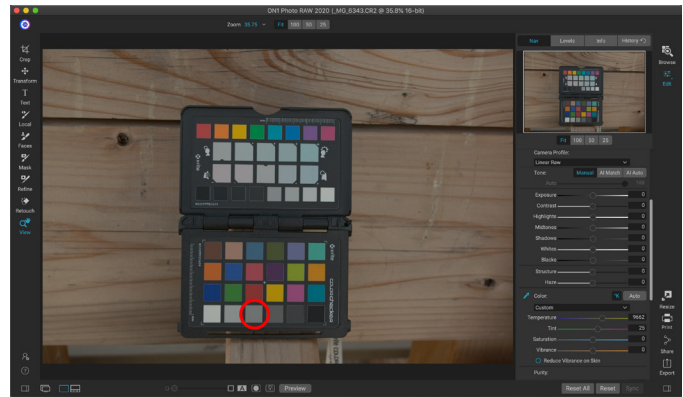 ON1 Photo RAW 2020 (_MG_6343.CR2 @ 35.8% 16-bit)
Zoom 35.75 Fit 100 50 25
Crop
Transform
Text
Local
Faces
Mask
Refine
Retouch
View
Nav Levels Info History
Browse
Edit
Fit 100 50 25
Camera Profile:
Linear Raw
Tone: Manual AI Match AI Auto
Exposure 0
Contrast 0
Highlights 0
Midtones 0
Shadows 0
Whites 0
Blacks 0
Structure 0
Haze 0
Color: Auto
Custom
Temperature 9662
Tint 25
Saturation 0
Vibrance 0
Reduce Vibrance on Skin
Purity:
Resize
Print
Share
Export
x-rite
x-rite
colorchecker
A
Preview
Reset All Reset Sync